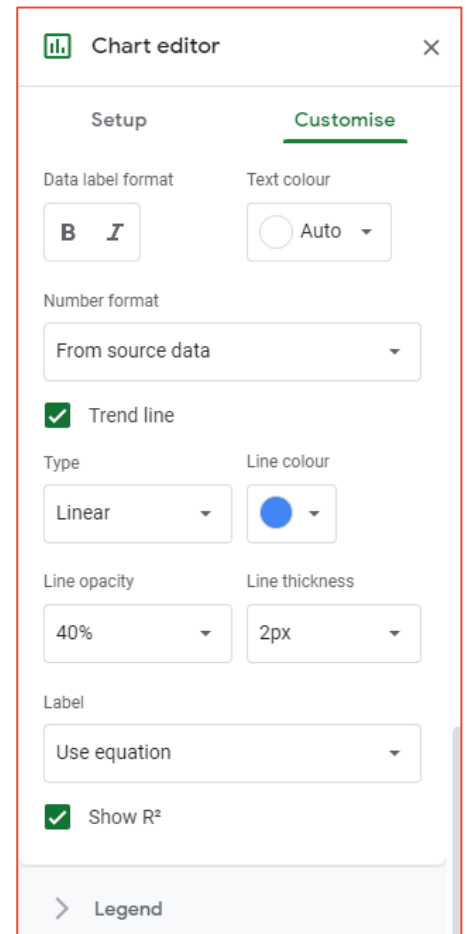 Chart editor
Setup Customise
Data label format Text colour
B I Auto
Number format
From source data
Trend line
Type Line colour
Linear
Line opacity Line thickness
40% 2px
Label
Use equation
Show R²
Legend